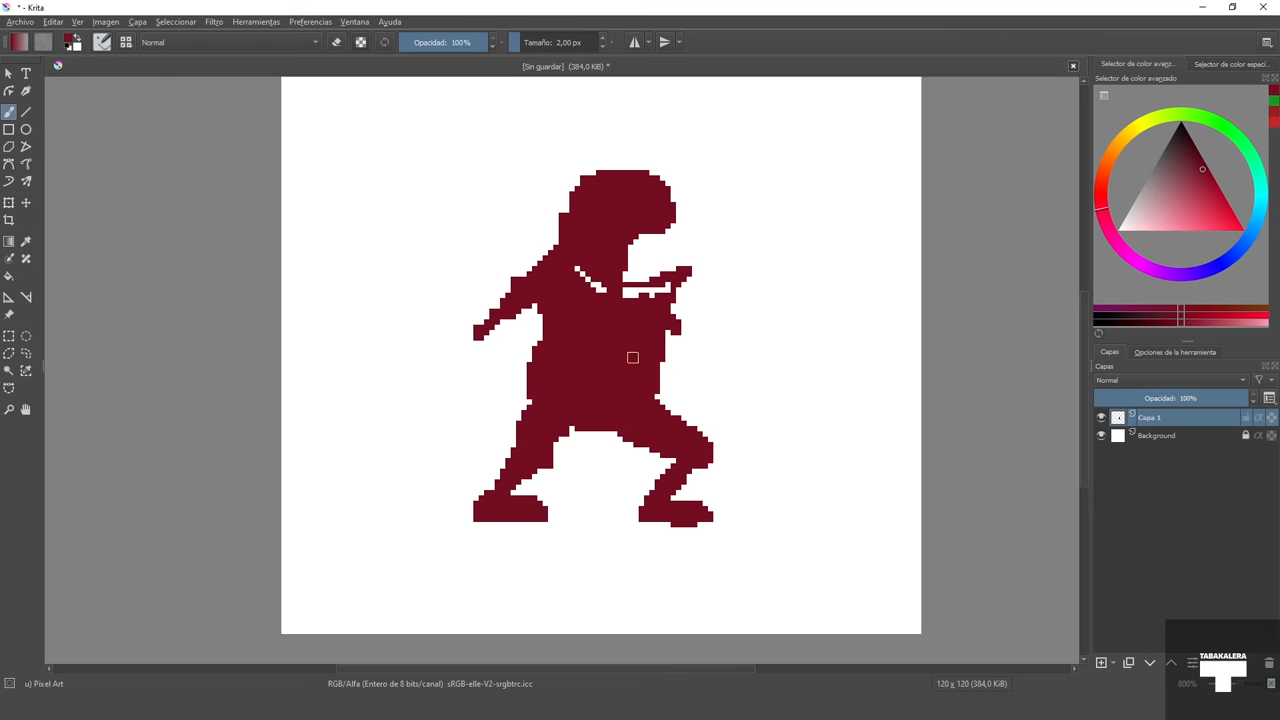 * - Krita
Archivo Editar Ver Imagen Capa Seleccionar Filtro Herramientas Preferencias Ventana Ayuda
Normal Opacidad: 100% Tamaño: 2,00 px
[Sin guardar] (384,0 KiB) *
Selector de color avanz... Selector de color especí...
Selector de color avanzado
Capas Opciones de la herramienta
Capas
Normal
Opacidad: 100%
Capa 1
Background
TABAKALERA
u) Pixel Art RGB/Alfa (Entero de 8 bits/canal) sRGB-elle-V2-srgbtrc.icc 120 x 120 (384,0 KiB) 800%